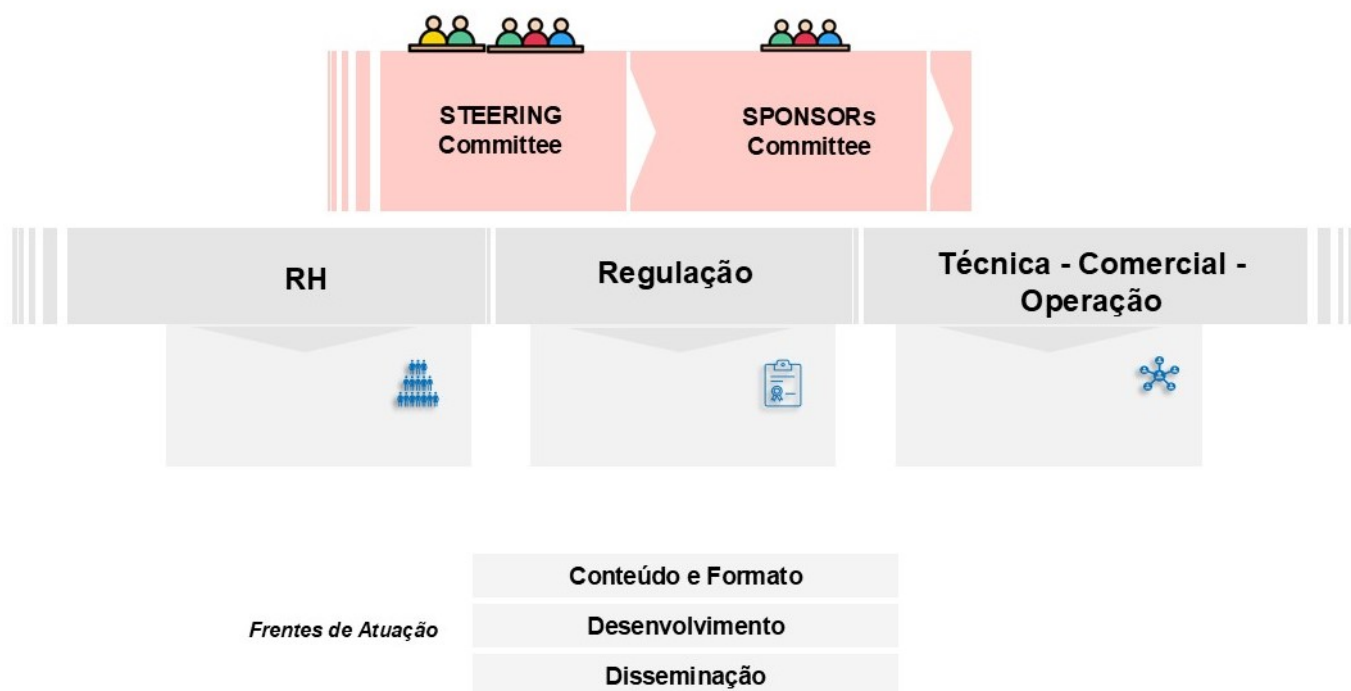 STEERING
Committee
SPONSORs
Committee
RH
Regulação
Técnica - Comercial -
Operação
Conteúdo e Formato
Frentes de Atuação
Desenvolvimento
Disseminação